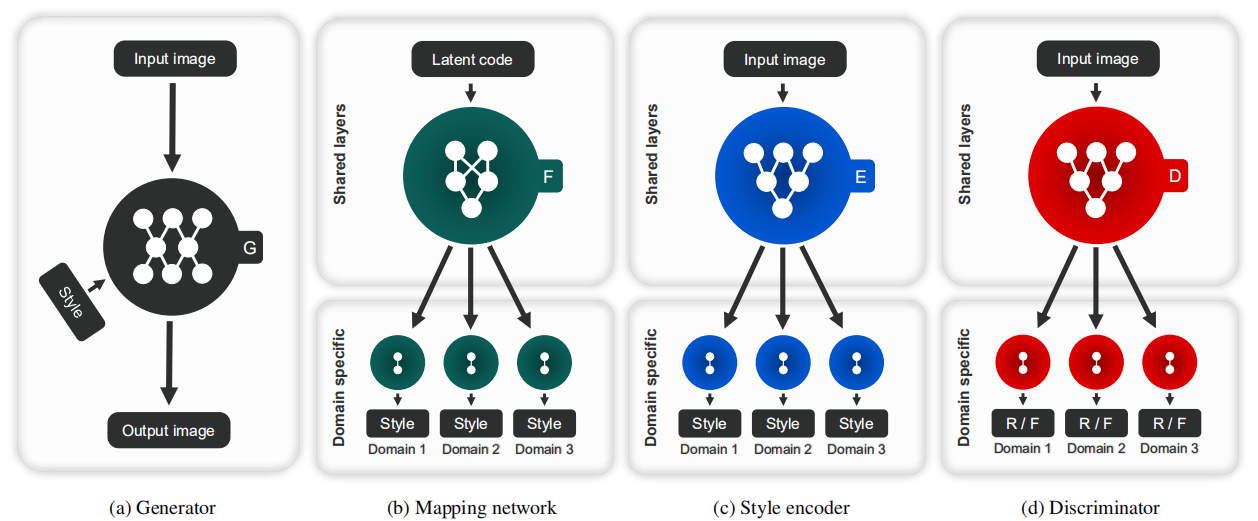 Input image
G
Style
Output image
(a) Generator
Latent code
Shared layers
F
Domain specific
Style Style Style
Domain 1 Domain 2 Domain 3
(b) Mapping network
Input image
Shared layers
E
Domain specific
Style Style Style
Domain 1 Domain 2 Domain 3
(c) Style encoder
Input image
Shared layers
D
Domain specific
R / F R / F R / F
Domain 1 Domain 2 Domain 3
(d) Discriminator